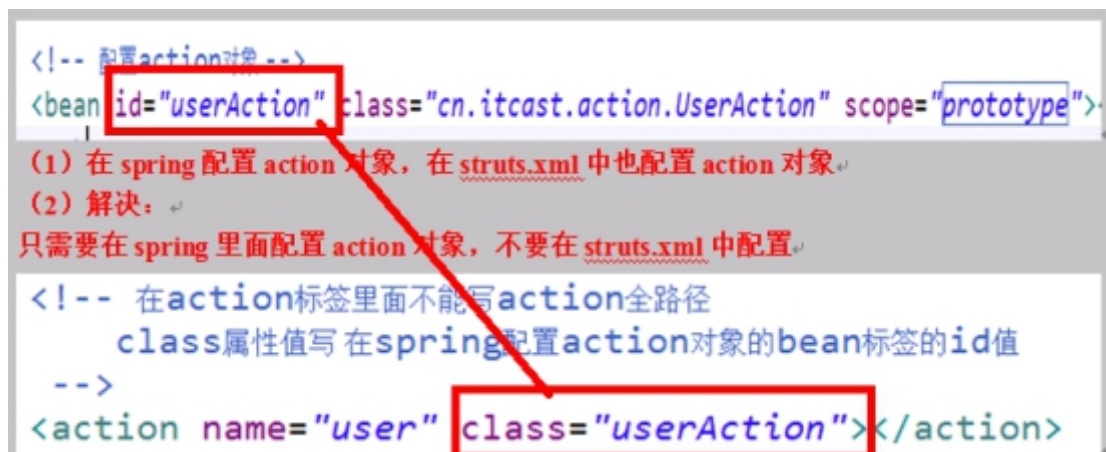 <!-- 配置action对象 -->
<bean id="userAction" class="cn.itcast.action.UserAction" scope="prototype">
（1）在 spring 配置 action 对象，在 struts.xml 中也配置 action 对象
（2）解决：
只需要在 spring 里面配置 action 对象，不要在 struts.xml 中配置
<!-- 在action标签里面不能写action全路径
class属性值写 在spring配置action对象的bean标签的id值
-->
<action name="user" class="userAction"></action>